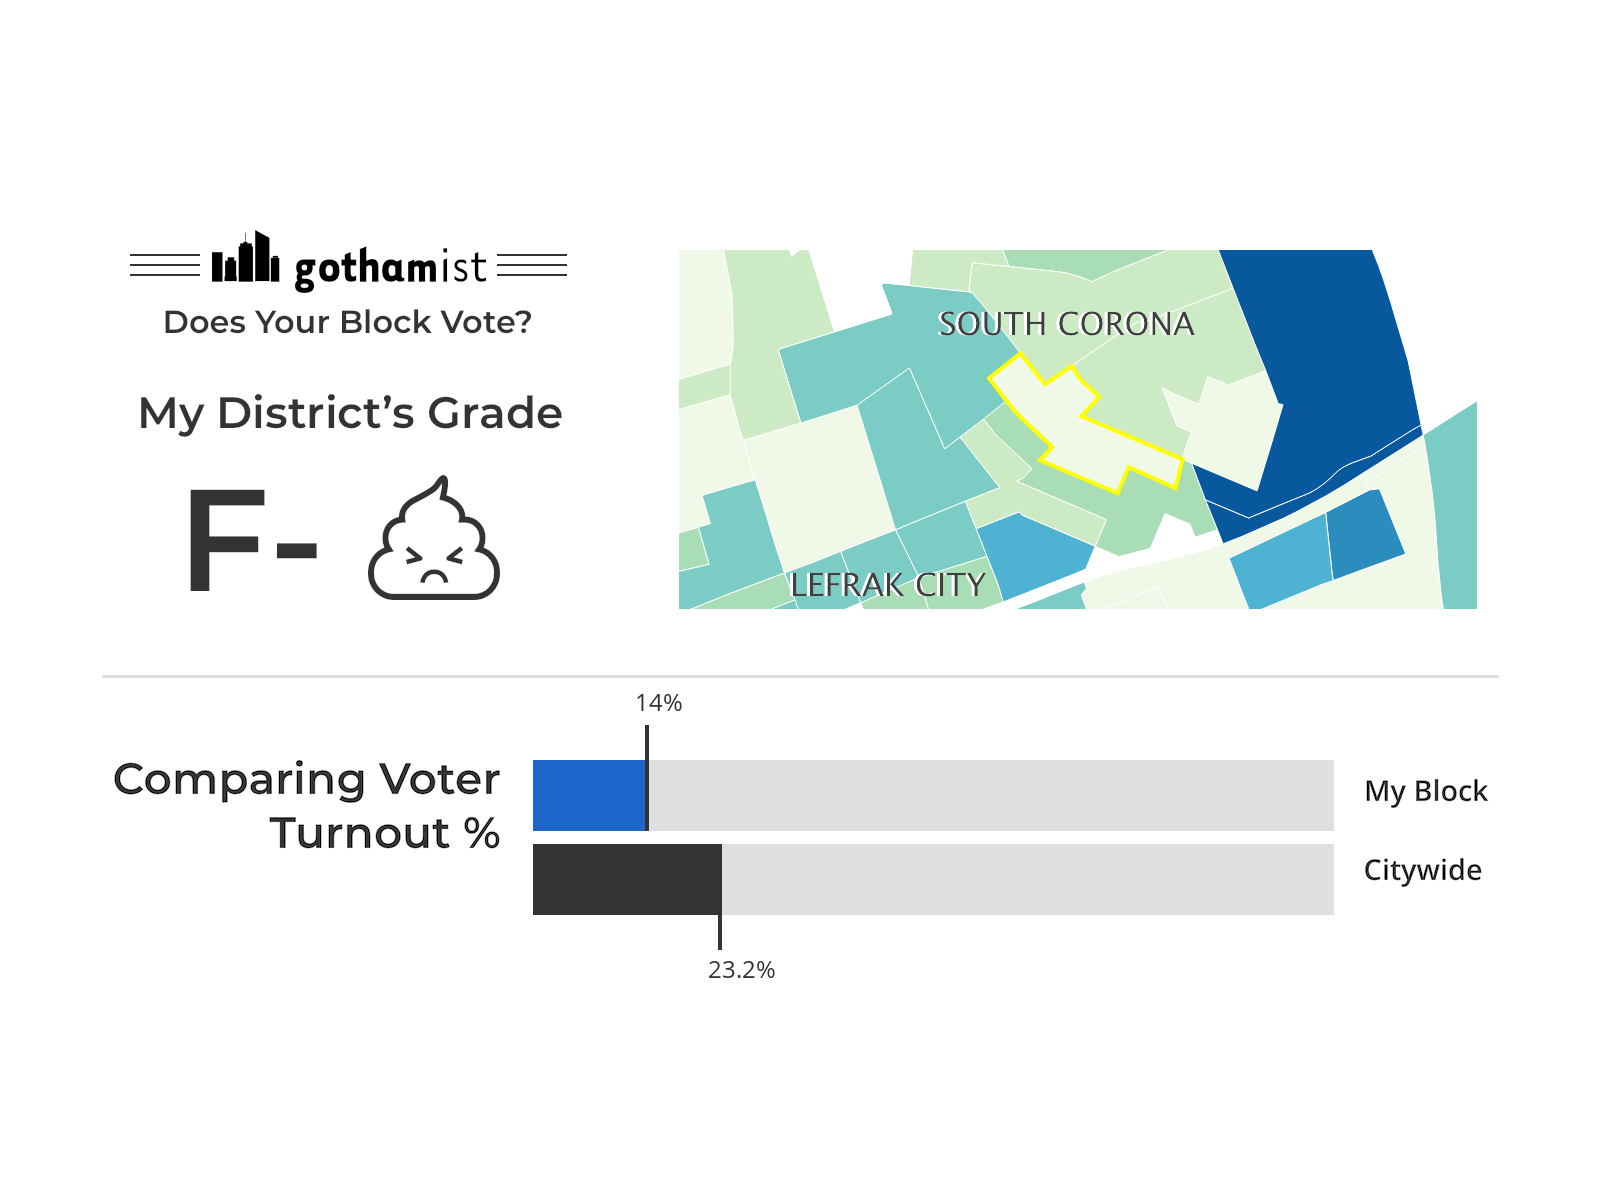 gothamist
Does Your Block Vote?
My District’s Grade
F-
SOUTH CORONA
LEFRAK CITY
14%
Comparing Voter
Turnout %
My Block
Citywide
23.2%